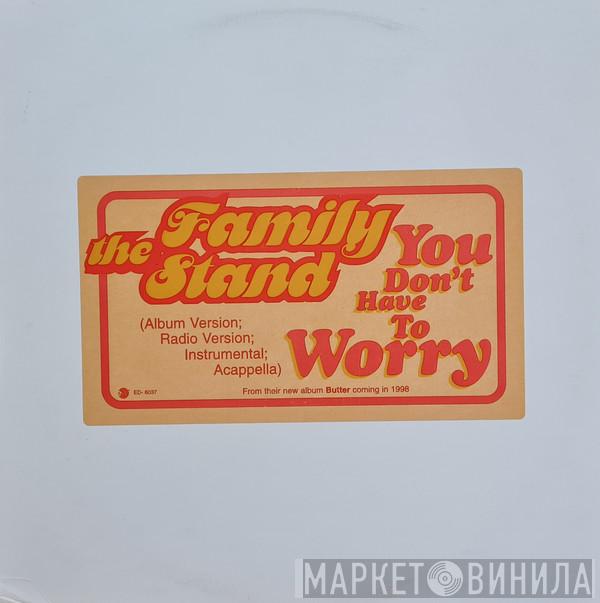 the Family
Stand
You
Don't
Have
To
Worry
(Album Version;
Radio Version;
Instrumental;
Acappella)
ED- 6037
From their new album Butter coming in 1998
МАРКЕТ ВИНИЛА